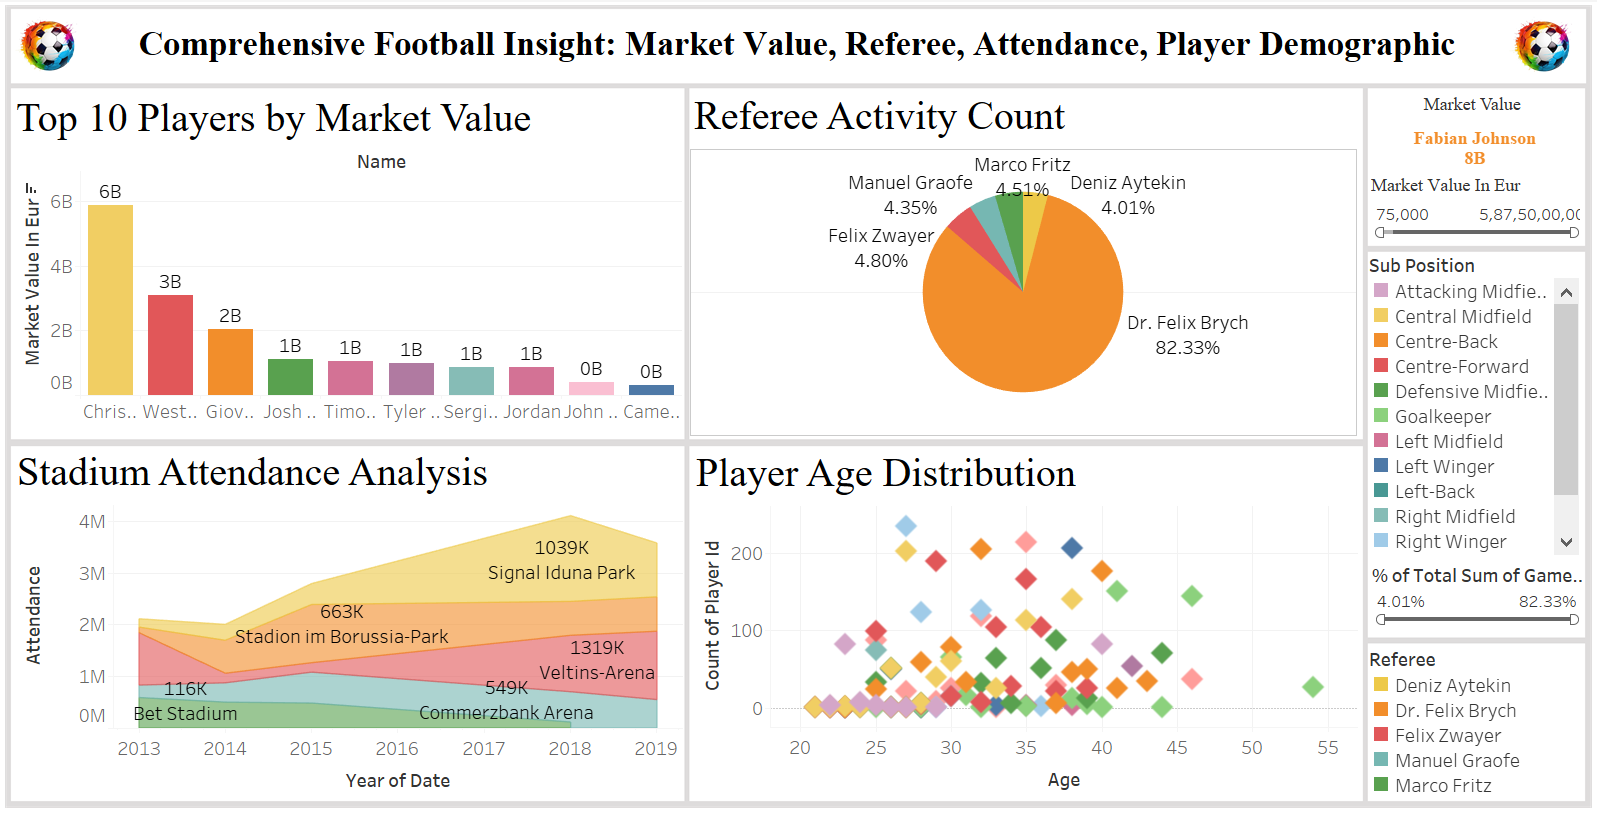 Comprehensive Football Insight: Market Value, Referee, Attendance, Player Demographic
Top 10 Players by Market Value
Name
Market Value In Eur
6B
4B
2B
0B
6B
3B
2B
1B
1B
1B
1B
1B
0B
0B
Chris..
West..
Giov..
Josh ..
Timo..
Tyler ..
Sergi..
Jordan
John ..
Came..
Referee Activity Count
Marco Fritz
4.51%
Manuel Graofe
4.35%
Deniz Aytekin
4.01%
Felix Zwayer
4.80%
Dr. Felix Brych
82.33%
Market Value
Fabian Johnson
8B
Market Value In Eur
75,000
5,87,50,00,00
Sub Position
Attacking Midfie..
Central Midfield
Centre-Back
Centre-Forward
Defensive Midfie..
Goalkeeper
Left Midfield
Left Winger
Left-Back
Right Midfield
Right Winger
% of Total Sum of Game..
4.01%
82.33%
Referee
Deniz Aytekin
Dr. Felix Brych
Felix Zwayer
Manuel Graofe
Marco Fritz
Stadium Attendance Analysis
Attendance
4M
3M
2M
1M
0M
1039K
Signal Iduna Park
663K
Stadion im Borussia-Park
1319K
Veltins-Arena
116K
Bet Stadium
549K
Commerzbank Arena
2013
2014
2015
2016
2017
2018
2019
Year of Date
Player Age Distribution
Count of Player Id
200
100
0
20
25
30
35
40
45
50
55
Age